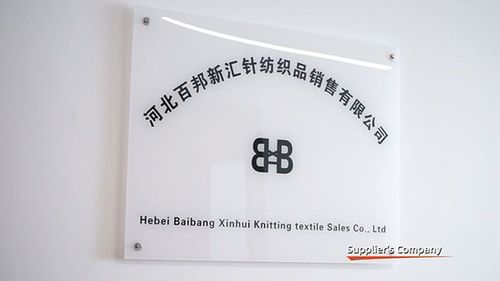 河北百邦新汇针纺织品销售有限公司
BHB
Hebei Baibang Xinhui Knitting textile Sales Co., Ltd
Supplier's Company